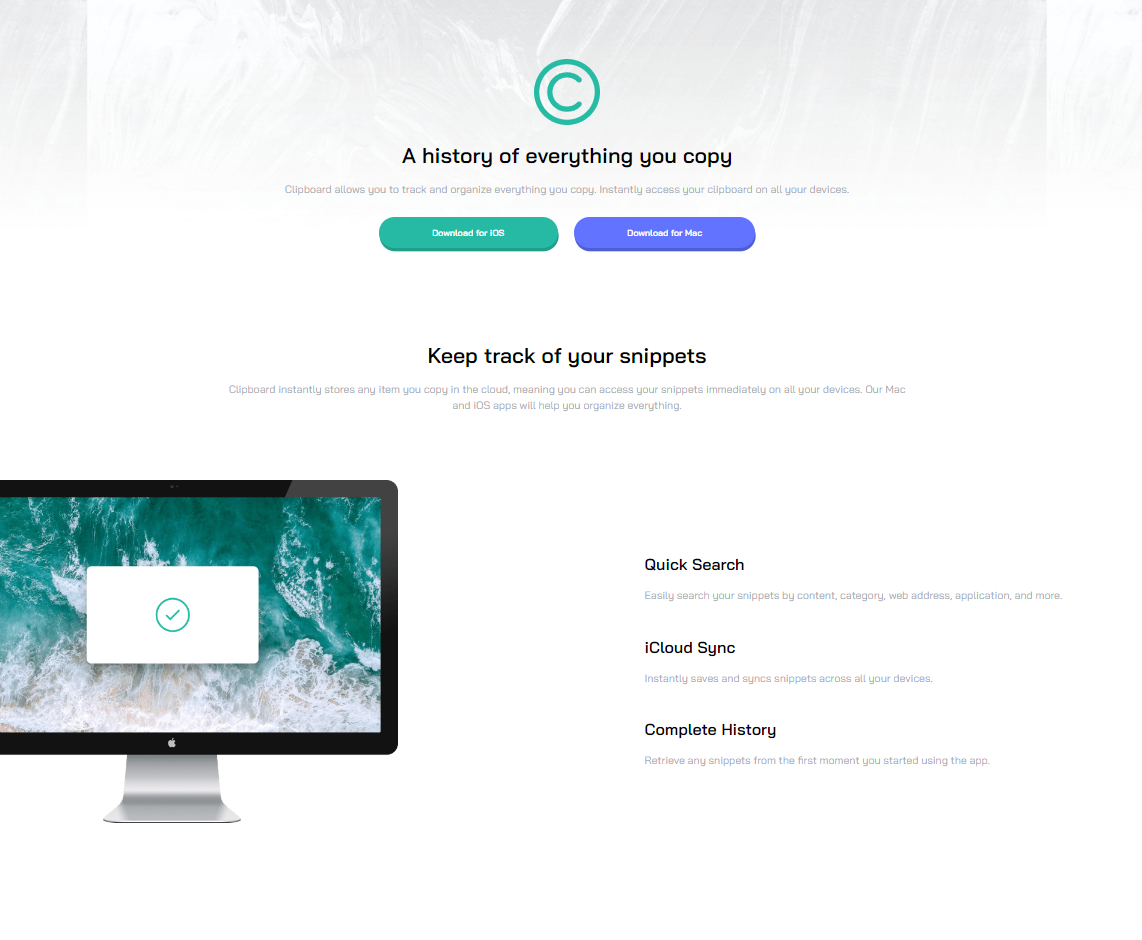 A history of everything you copy
Clipboard allows you to track and organize everything you copy. Instantly access your clipboard on all your devices.
Download for iOS
Download for Mac
Keep track of your snippets
Clipboard instantly stores any item you copy in the cloud, meaning you can access your snippets immediately on all your devices. Our Mac
and iOS apps will help you organize everything.
Quick Search
Easily search your snippets by content, category, web address, application, and more.
iCloud Sync
Instantly saves and syncs snippets across all your devices.
Complete History
Retrieve any snippets from the first moment you started using the app.